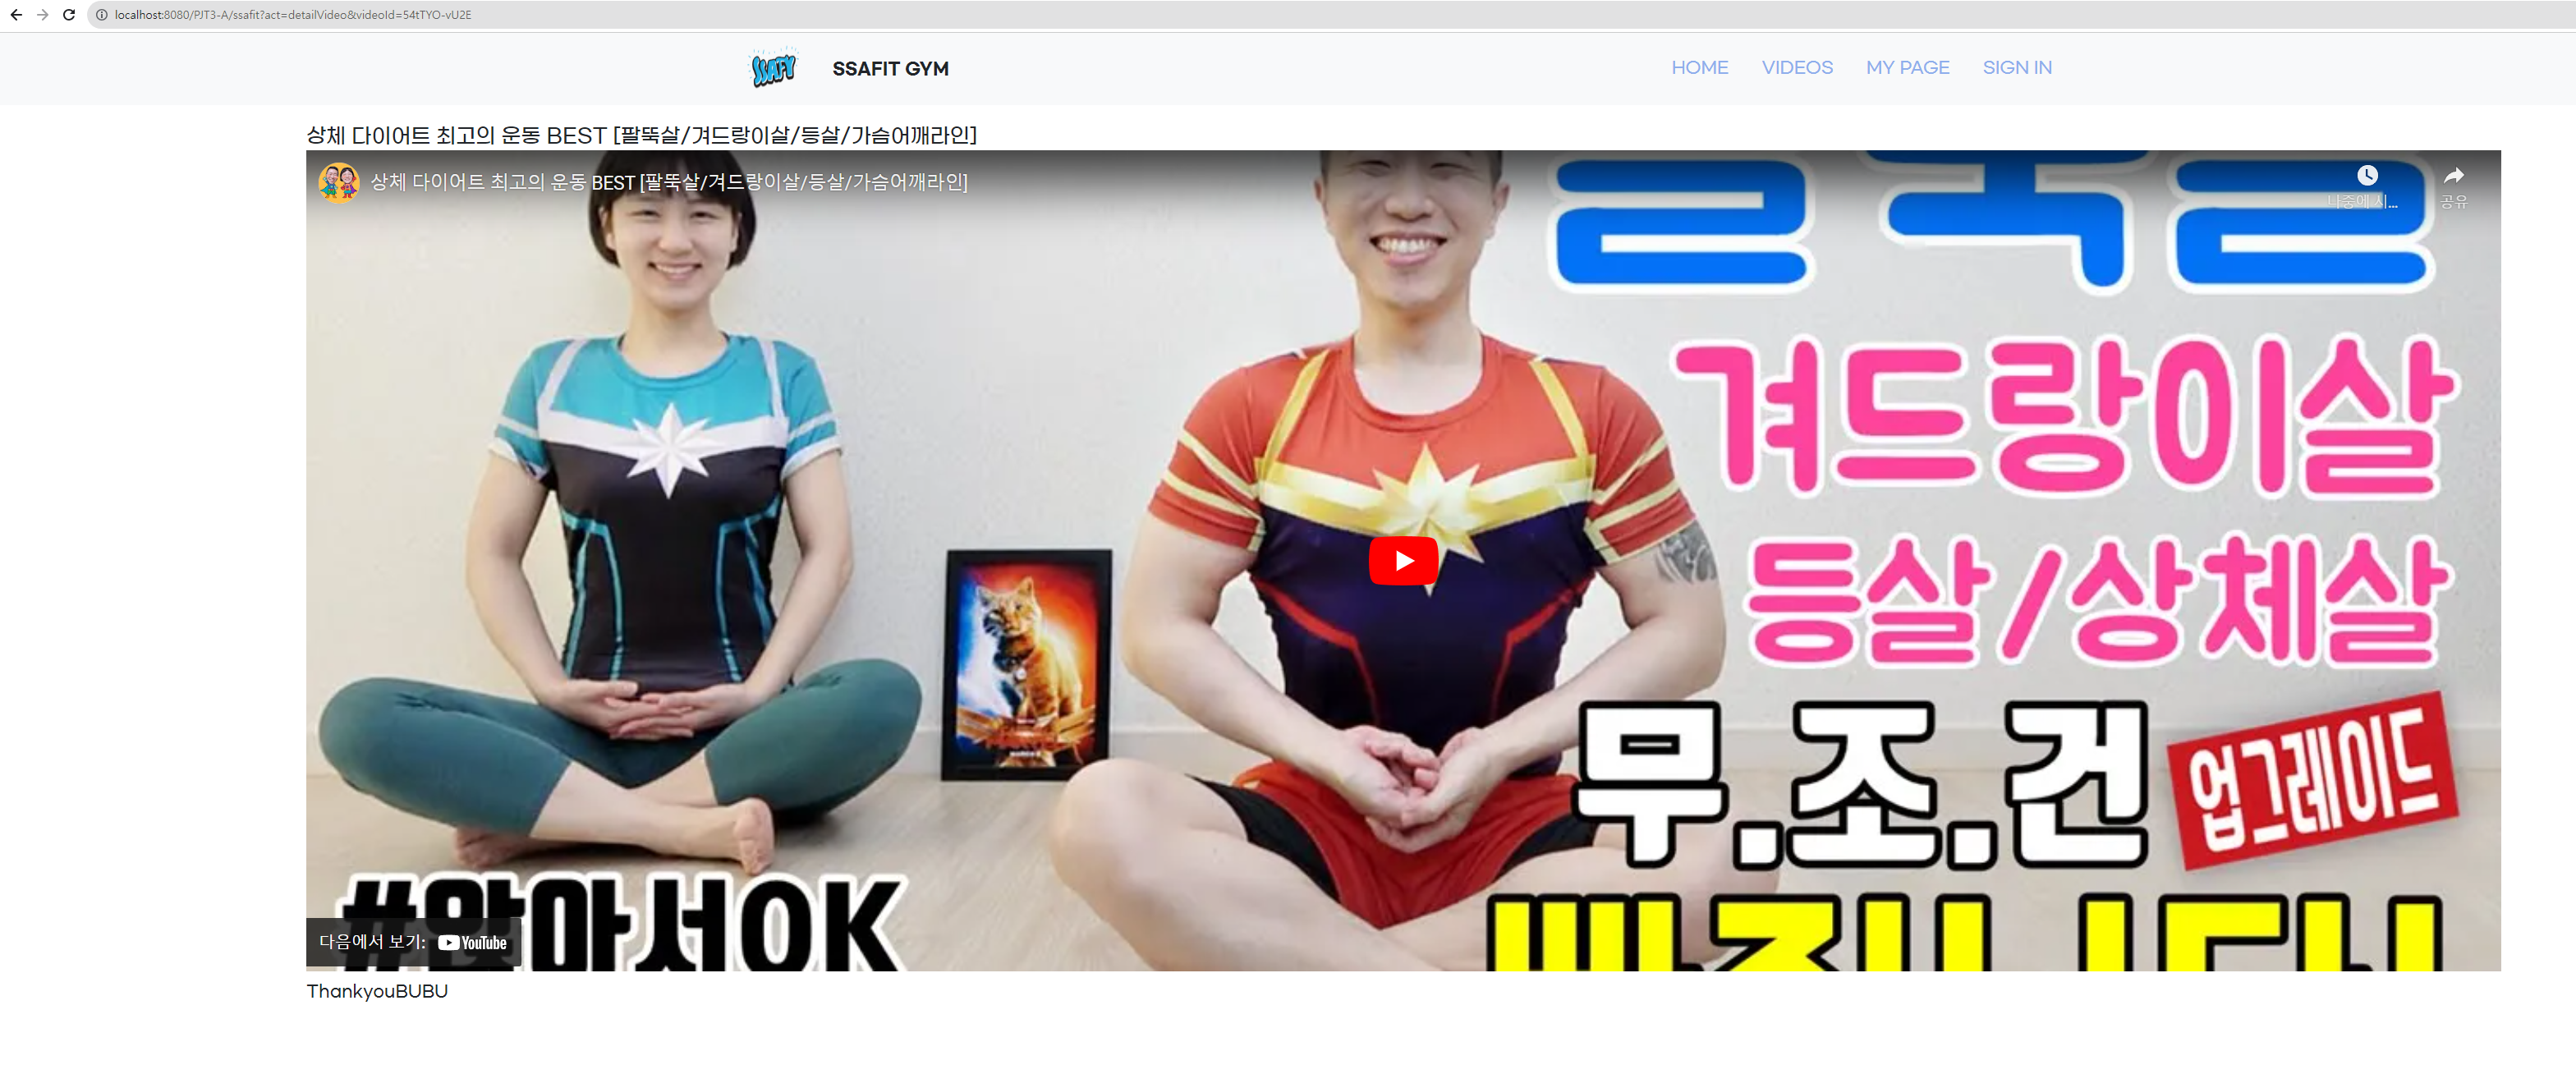 localhost:8080/PJT3-A/ssafit?act=detailVideo&videoId=54tTYO-vU2E
SSAFY SSAFIT GYM HOME VIDEOS MY PAGE SIGN IN
상체 다이어트 최고의 운동 BEST [팔뚝살/겨드랑이살/등살/가슴어깨라인]
상체 다이어트 최고의 운동 BEST [팔뚝살/겨드랑이살/등살/가슴어깨라인]
나중에 시... 공유
겨드랑이살
등살/상체살
무.조.건 업그레이드
#앉아서OK
다음에서 보기: YouTube
ThankyouBUBU